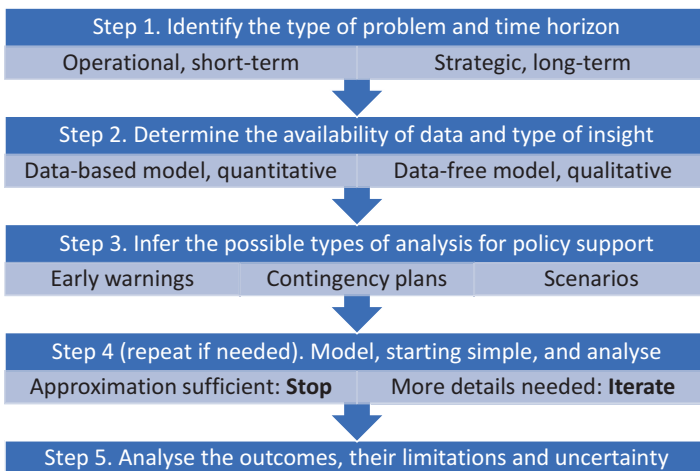 Step 1. Identify the type of problem and time horizon
Operational, short-term
Strategic, long-term
Step 2. Determine the availability of data and type of insight
Data-based model, quantitative
Data-free model, qualitative
Step 3. Infer the possible types of analysis for policy support
Early warnings
Contingency plans
Scenarios
Step 4 (repeat if needed). Model, starting simple, and analyse
Approximation sufficient: Stop
More details needed: Iterate
Step 5. Analyse the outcomes, their limitations and uncertainty